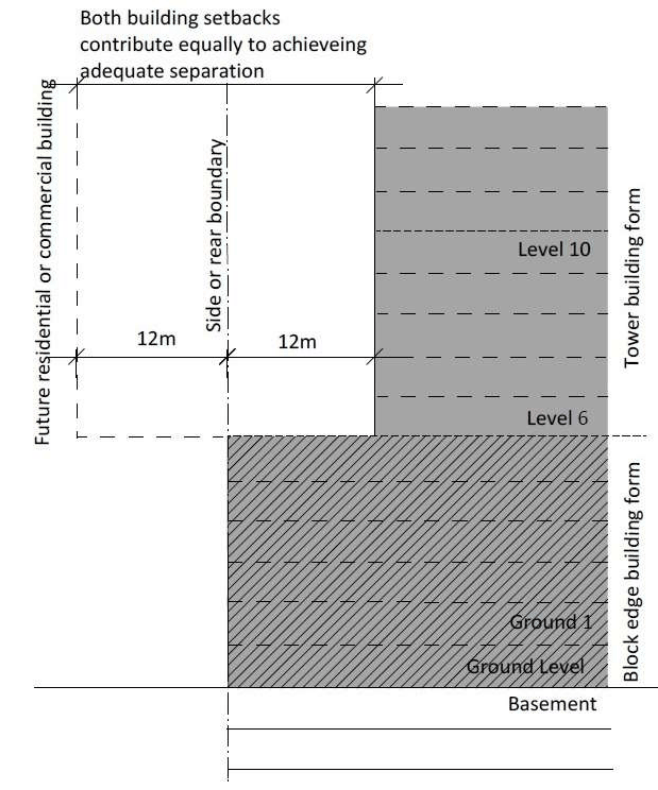 Both building setbacks
contribute equally to achieveing
adequate separation
Future residential or commercial building
Side or rear boundary
12m
12m
Level 10
Tower building form
Level 6
Block edge building form
Ground 1
Ground Level
Basement